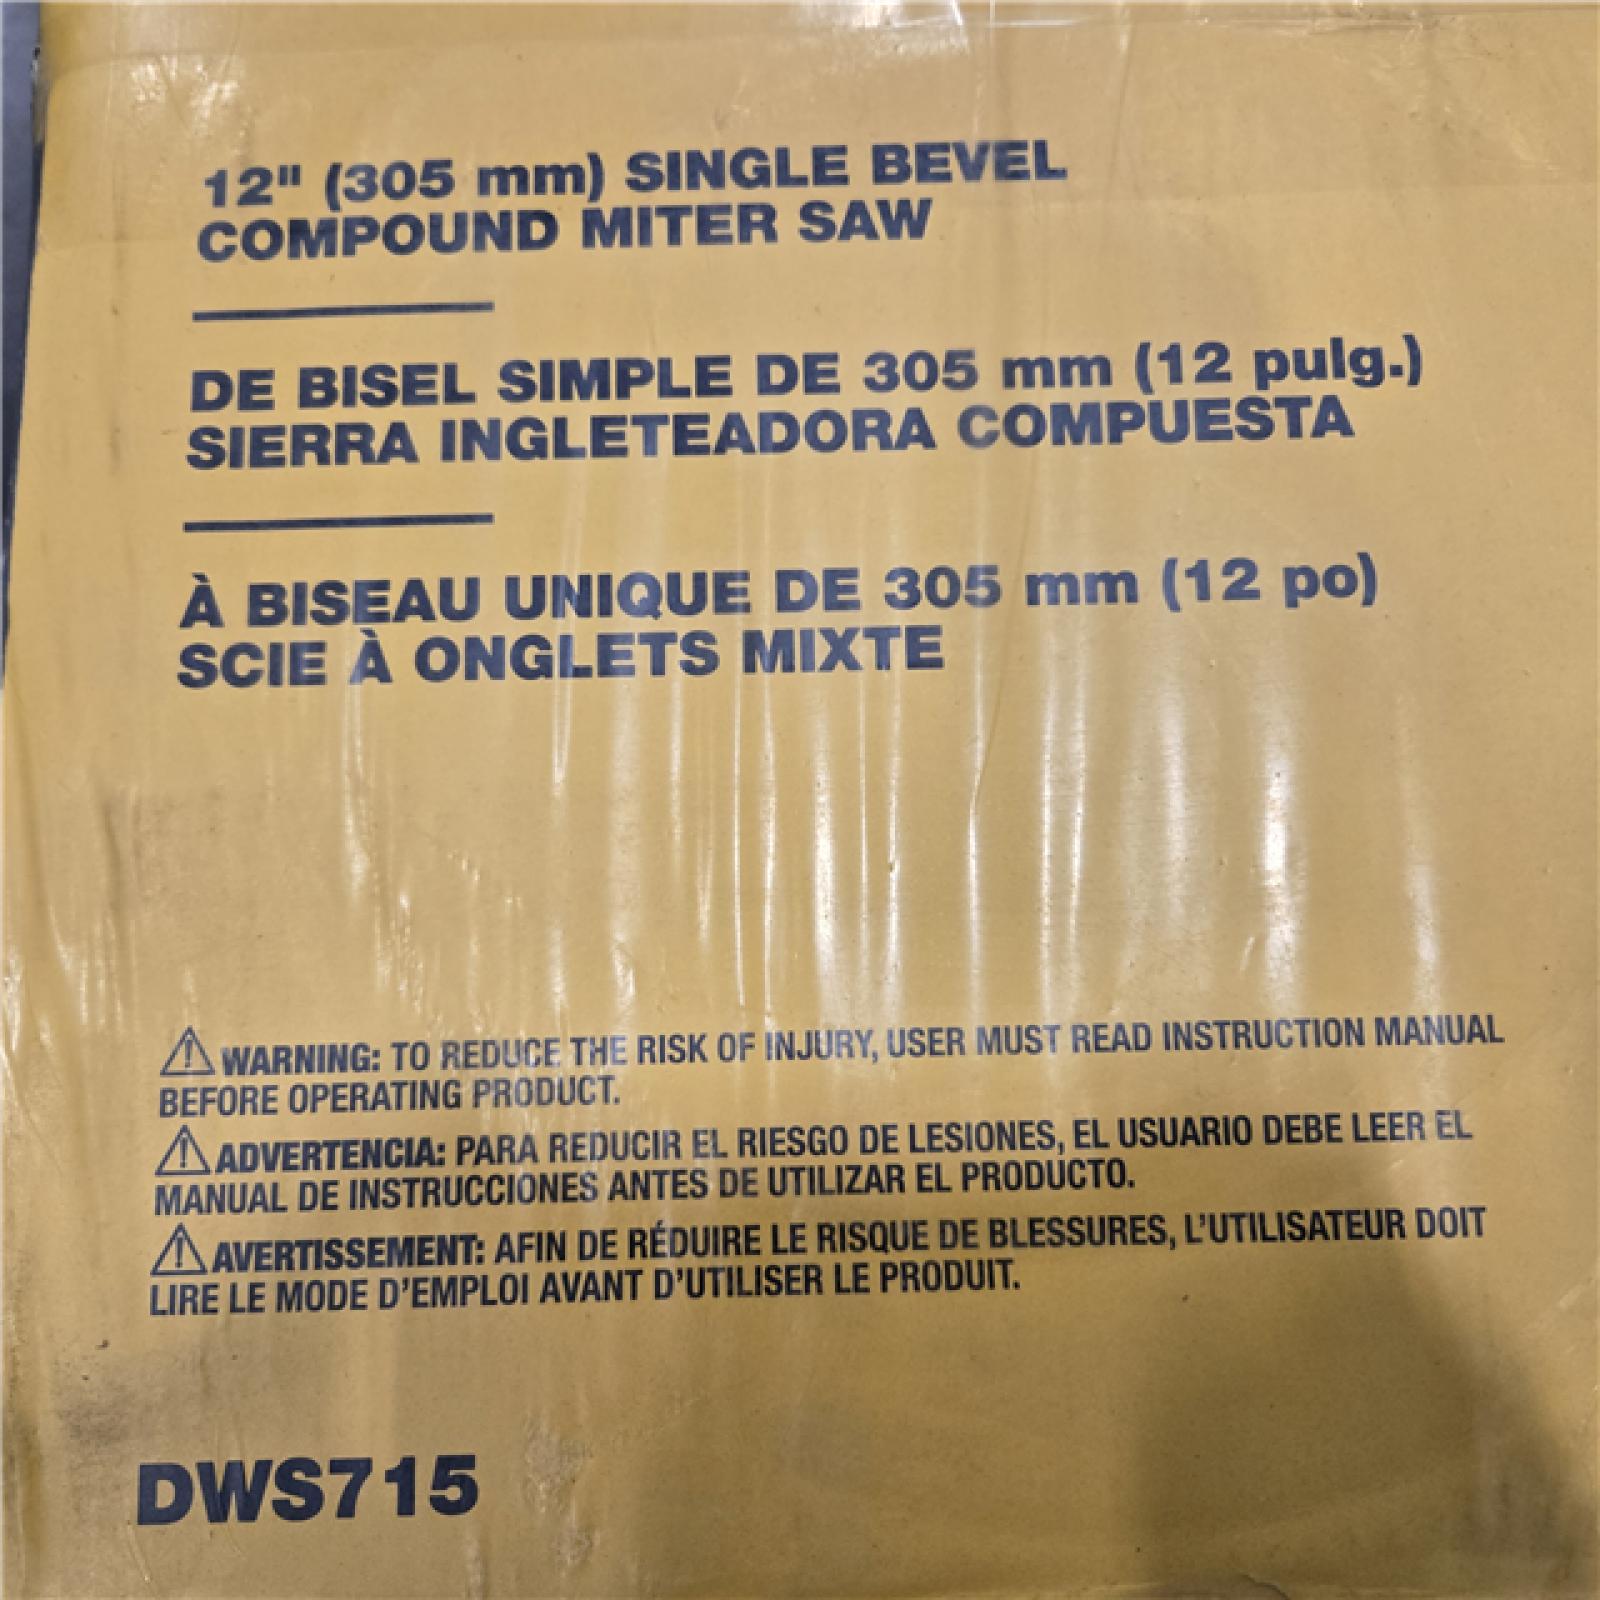 12" (305 mm) SINGLE BEVEL
COMPOUND MITER SAW
DE BISEL SIMPLE DE 305 mm (12 pulg.)
SIERRA INGLETEADORA COMPUESTA
À BISEAU UNIQUE DE 305 mm (12 po)
SCIE À ONGLETS MIXTE
⚠ WARNING: TO REDUCE THE RISK OF INJURY, USER MUST READ INSTRUCTION MANUAL
BEFORE OPERATING PRODUCT.
⚠ ADVERTENCIA: PARA REDUCIR EL RIESGO DE LESIONES, EL USUARIO DEBE LEER EL
MANUAL DE INSTRUCCIONES ANTES DE UTILIZAR EL PRODUCTO.
⚠ AVERTISSEMENT: AFIN DE RÉDUIRE LE RISQUE DE BLESSURES, L'UTILISATEUR DOIT
LIRE LE MODE D'EMPLOI AVANT D'UTILISER LE PRODUIT.
DWS715